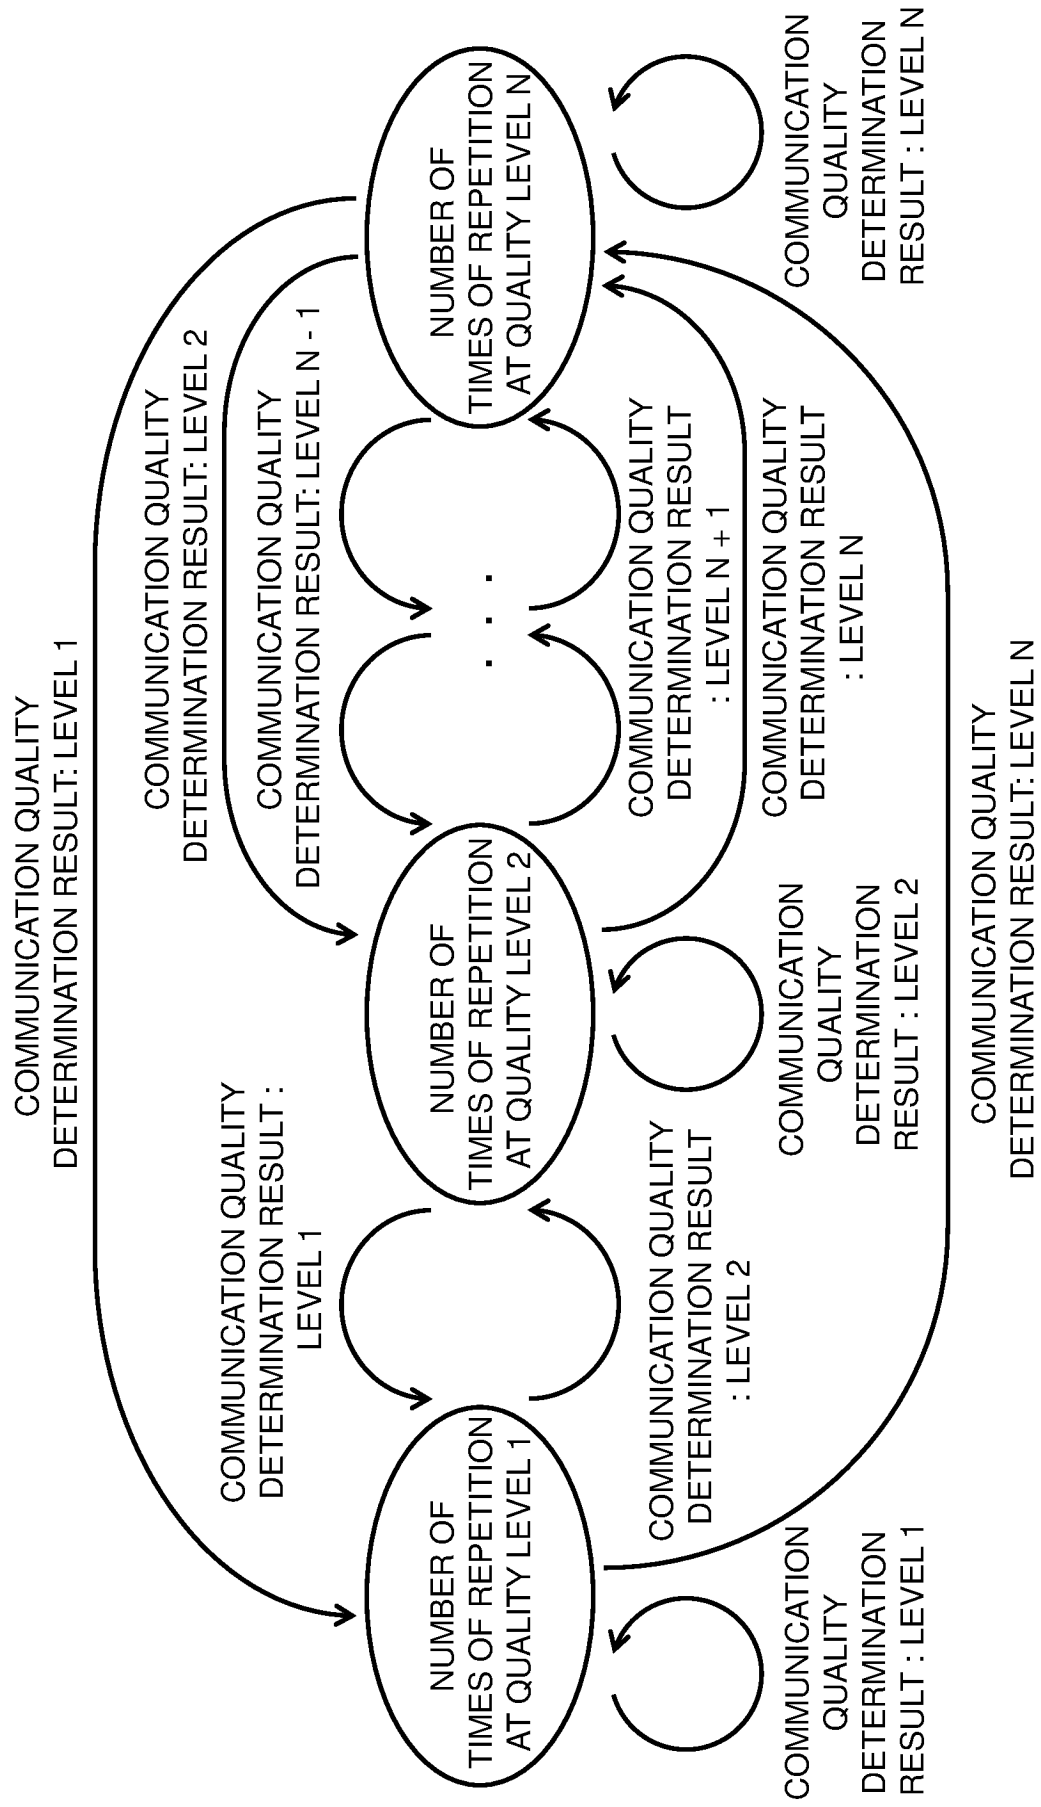 COMMUNICATION QUALITY
DETERMINATION RESULT: LEVEL 1
COMMUNICATION QUALITY
DETERMINATION RESULT: LEVEL 2
COMMUNICATION QUALITY
DETERMINATION RESULT :
LEVEL 1
COMMUNICATION QUALITY
DETERMINATION RESULT: LEVEL N - 1
NUMBER OF
TIMES OF REPETITION
AT QUALITY LEVEL 1
NUMBER OF
TIMES OF REPETITION
AT QUALITY LEVEL 2
. . .
NUMBER OF
TIMES OF REPETITION
AT QUALITY LEVEL N
COMMUNICATION QUALITY
DETERMINATION RESULT
: LEVEL 2
COMMUNICATION QUALITY
DETERMINATION RESULT
: LEVEL N + 1
COMMUNICATION QUALITY
DETERMINATION RESULT
: LEVEL N
COMMUNICATION
QUALITY
DETERMINATION
RESULT : LEVEL 1
COMMUNICATION
QUALITY
DETERMINATION
RESULT : LEVEL 2
COMMUNICATION
QUALITY
DETERMINATION
RESULT : LEVEL N
COMMUNICATION QUALITY
DETERMINATION RESULT: LEVEL N